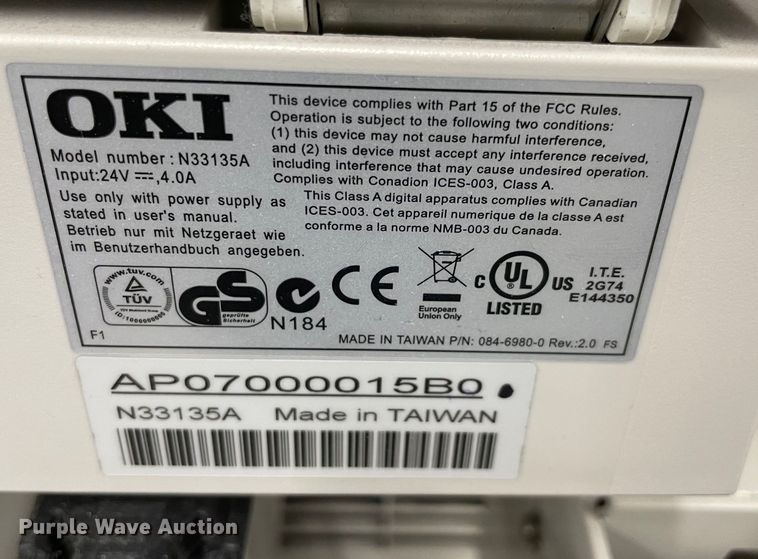 OKI
Model number : N33135A
Input:24V ⎓,4.0A
Use only with power supply as
stated in user's manual.
Betrieb nur mit Netzgeraet wie
im Benutzerhandbuch angegeben.
This device complies with Part 15 of the FCC Rules.
Operation is subject to the following two conditions:
(1) this device may not cause harmful interference,
and (2) this device must accept any interference received,
including interference that may cause undesired operation.
Complies with Conadion ICES-003, Class A.
This Class A digital apparatus complies with Canadian
ICES-003. Cet appareil numerique de la classe A est
conforme a la norme NMB-003 du Canada.
www.tuv.com
TÜV
GS
geprüfte
Sicherheit
N184
CE
European
Union Only
C UL US
®
LISTED
I.T.E.
2G74
E144350
F1
MADE IN TAIWAN P/N: 084-6980-0 Rev.:2.0 FS
AP07000015B0
N33135A Made in TAIWAN
Purple Wave Auction